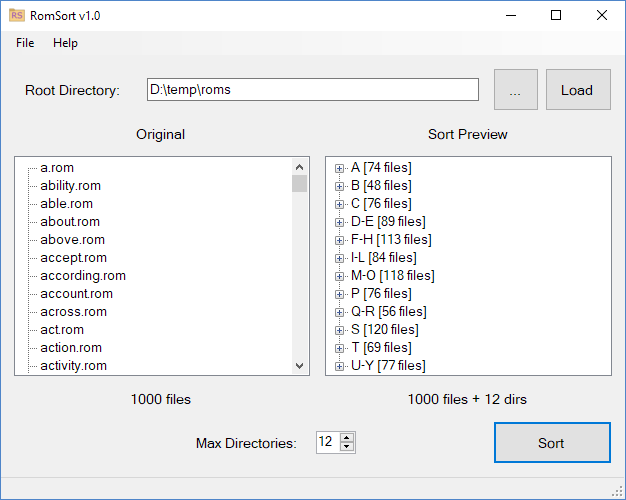 RS RomSort v1.0
File Help
Root Directory: D:\temp\roms ... Load
Original
a.rom
ability.rom
able.rom
about.rom
above.rom
accept.rom
according.rom
account.rom
across.rom
act.rom
action.rom
activity.rom
1000 files
Sort Preview
A [74 files]
B [48 files]
C [76 files]
D-E [89 files]
F-H [113 files]
I-L [84 files]
M-O [118 files]
P [76 files]
Q-R [56 files]
S [120 files]
T [69 files]
U-Y [77 files]
1000 files + 12 dirs
Max Directories: 12 Sort